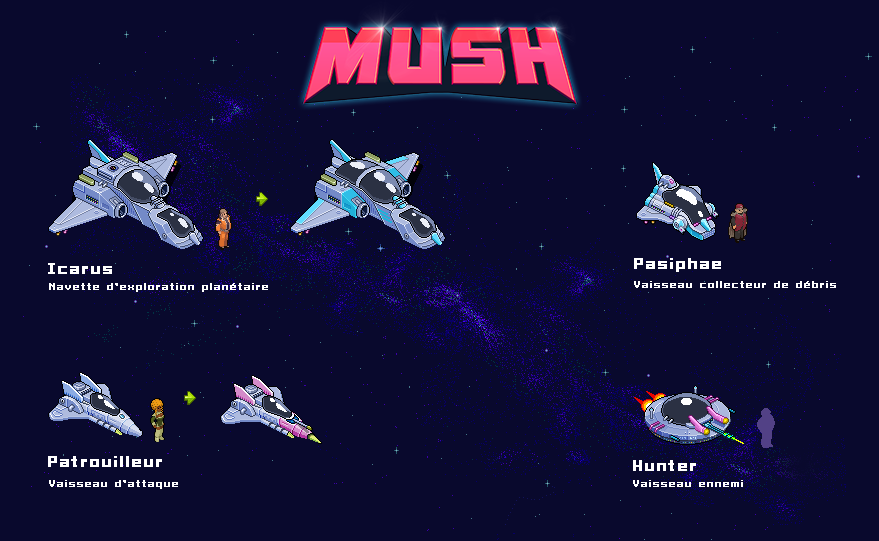 MUSH
Icarus
Navette d'exploration planétaire
Pasiphae
Vaisseau collecteur de débris
Patrouilleur
Vaisseau d'attaque
Hunter
Vaisseau ennemi